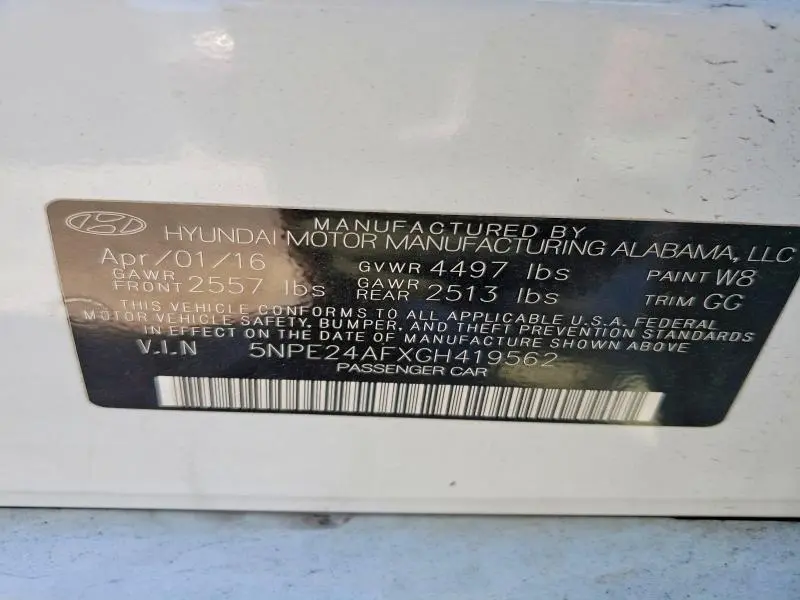 MANUFACTURED BY
HYUNDAI MOTOR MANUFACTURING ALABAMA, LLC
Apr/01/16 GVWR 4497 lbs PAINT W8
GAWR FRONT 2557 lbs GAWR REAR 2513 lbs TRIM GG
THIS VEHICLE CONFORMS TO ALL APPLICABLE U.S.A. FEDERAL
MOTOR VEHICLE SAFETY, BUMPER, AND THEFT PREVENTION STANDARDS
IN EFFECT ON THE DATE OF MANUFACTURE SHOWN ABOVE.
V.I.N 5NPE24AFXGH419562
PASSENGER CAR